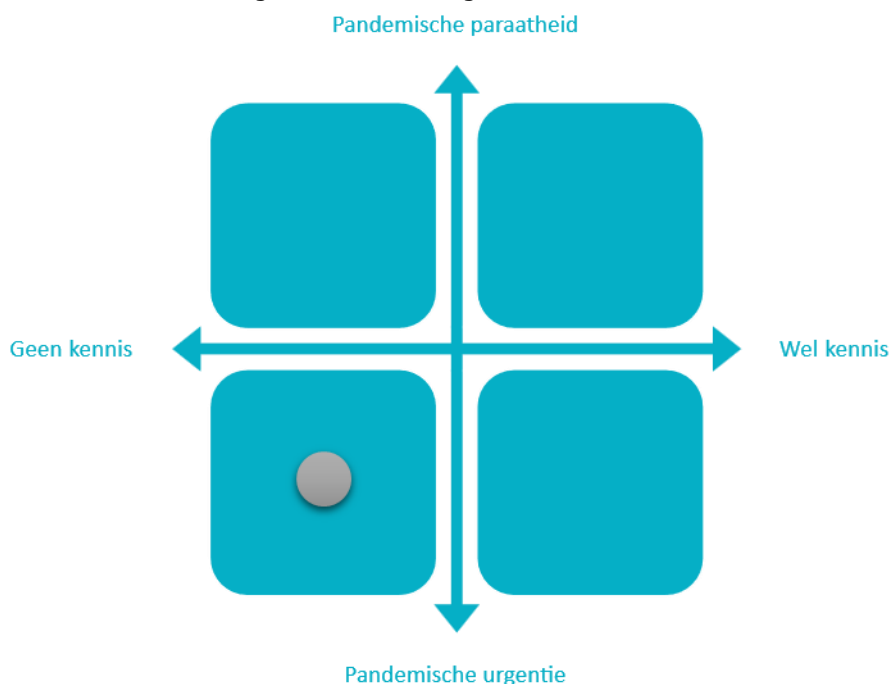 Pandemische paraatheid
Geen kennis
Wel kennis
Pandemische urgentie